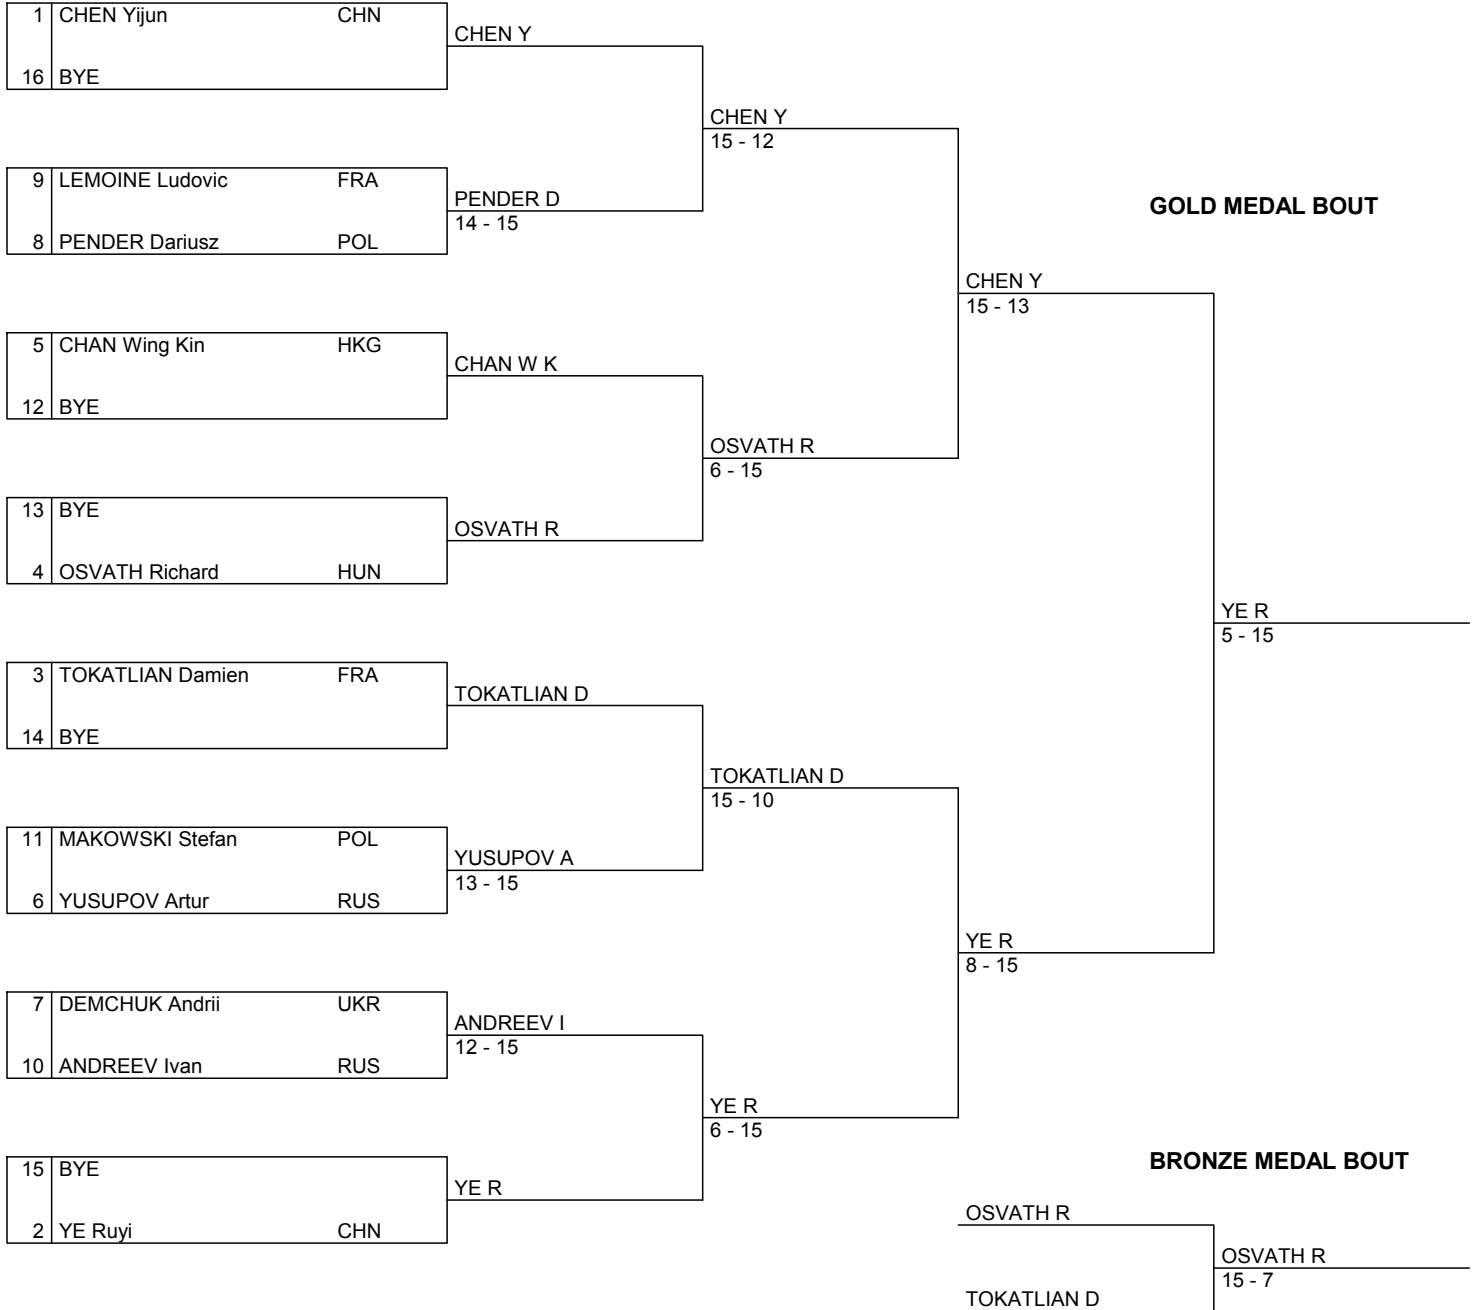 1 CHEN Yijun CHN
16 BYE
9 LEMOINE Ludovic FRA
8 PENDER Dariusz POL
5 CHAN Wing Kin HKG
12 BYE
13 BYE
4 OSVATH Richard HUN
3 TOKATLIAN Damien FRA
14 BYE
11 MAKOWSKI Stefan POL
6 YUSUPOV Artur RUS
7 DEMCHUK Andrii UKR
10 ANDREEV Ivan RUS
15 BYE
2 YE Ruyi CHN
CHEN Y
PENDER D
14 - 15
CHAN W K
OSVATH R
TOKATLIAN D
YUSUPOV A
13 - 15
ANDREEV I
12 - 15
YE R
CHEN Y
15 - 12
OSVATH R
6 - 15
TOKATLIAN D
15 - 10
YE R
6 - 15
CHEN Y
15 - 13
YE R
8 - 15
GOLD MEDAL BOUT
YE R
5 - 15
BRONZE MEDAL BOUT
OSVATH R
TOKATLIAN D
OSVATH R
15 - 7